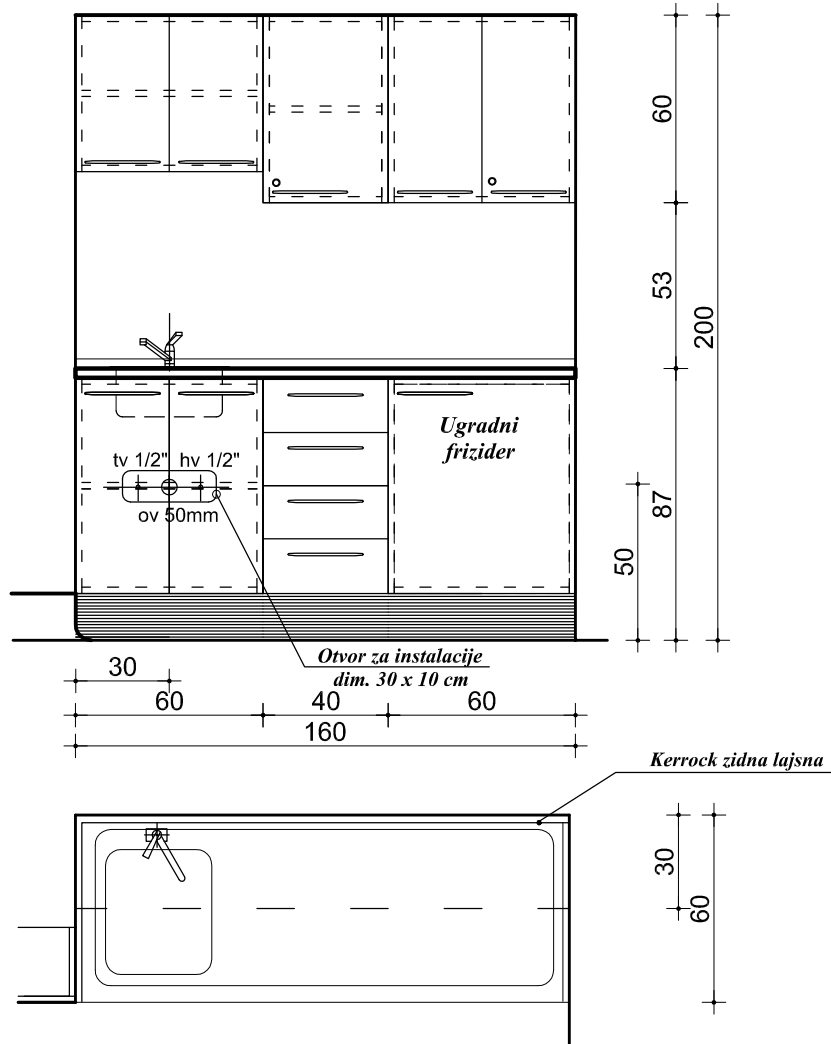 60
53
200
Ugradni
frizider
tv 1/2" hv 1/2"
ov 50mm
87
50
Otvor za instalacije
dim. 30 x 10 cm
30
60 40 60
160
Kerrock zidna lajsna
30
60